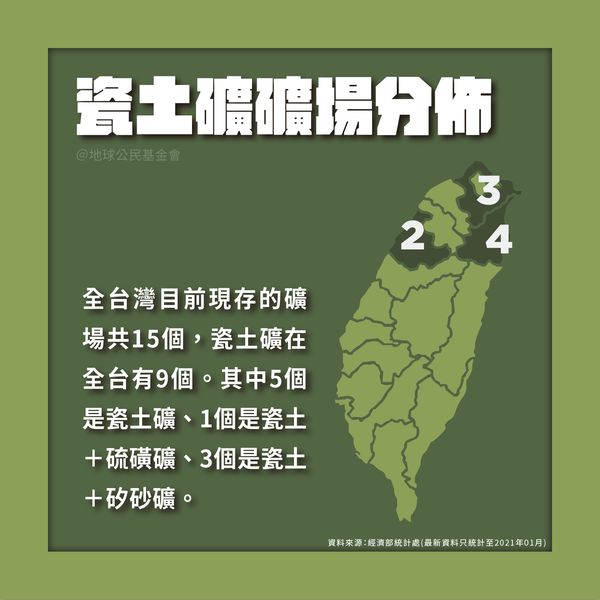 瓷土礦礦場分佈
@地球公民基金會
3
2
4
全台灣目前現存的礦
場共15個，瓷土礦在
全台有9個。其中5個
是瓷土礦、1個是瓷土
＋硫磺礦、3個是瓷土
＋矽砂礦。
資料來源：經濟部統計處(最新資料只統計至2021年01月)